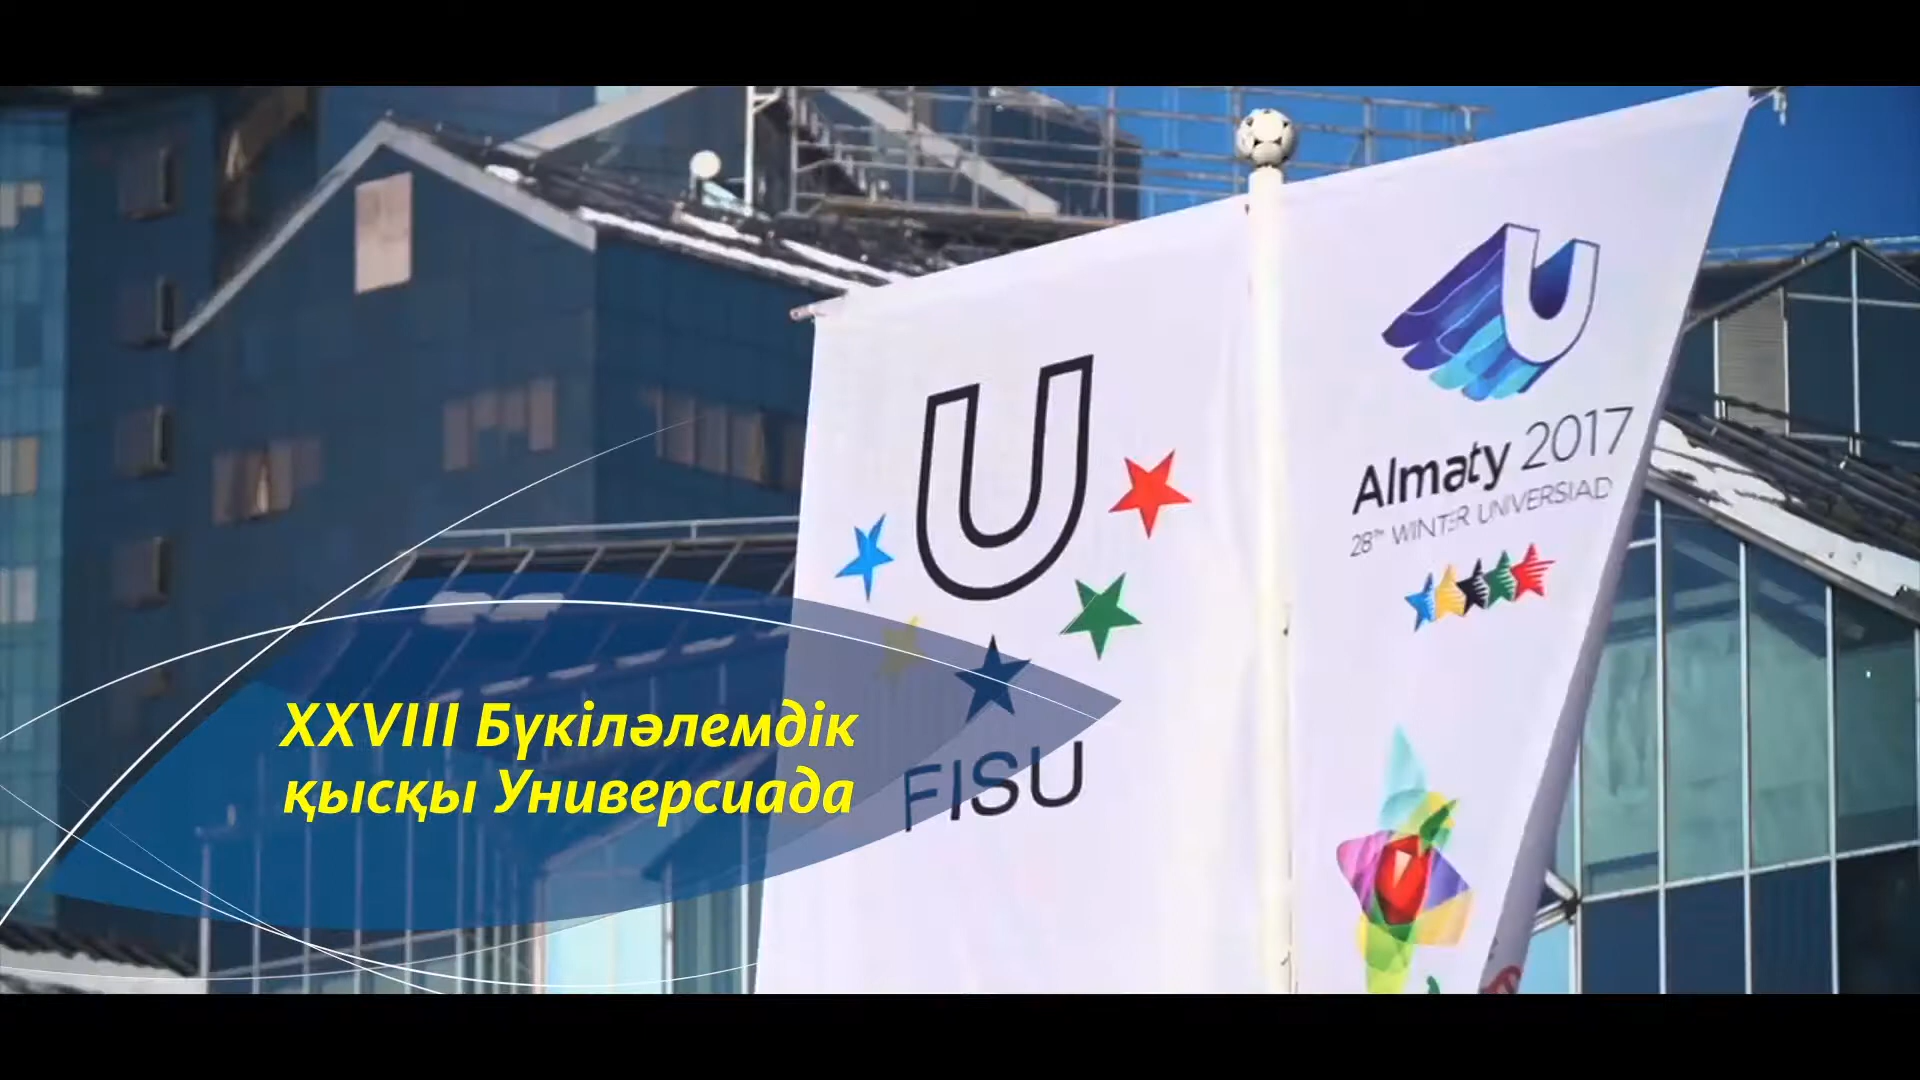 XXVIII Бүкіләлемдік
қысқы Универсиада
U
FISU
U
Almaty 2017
28TH WINTER UNIVERSIAD